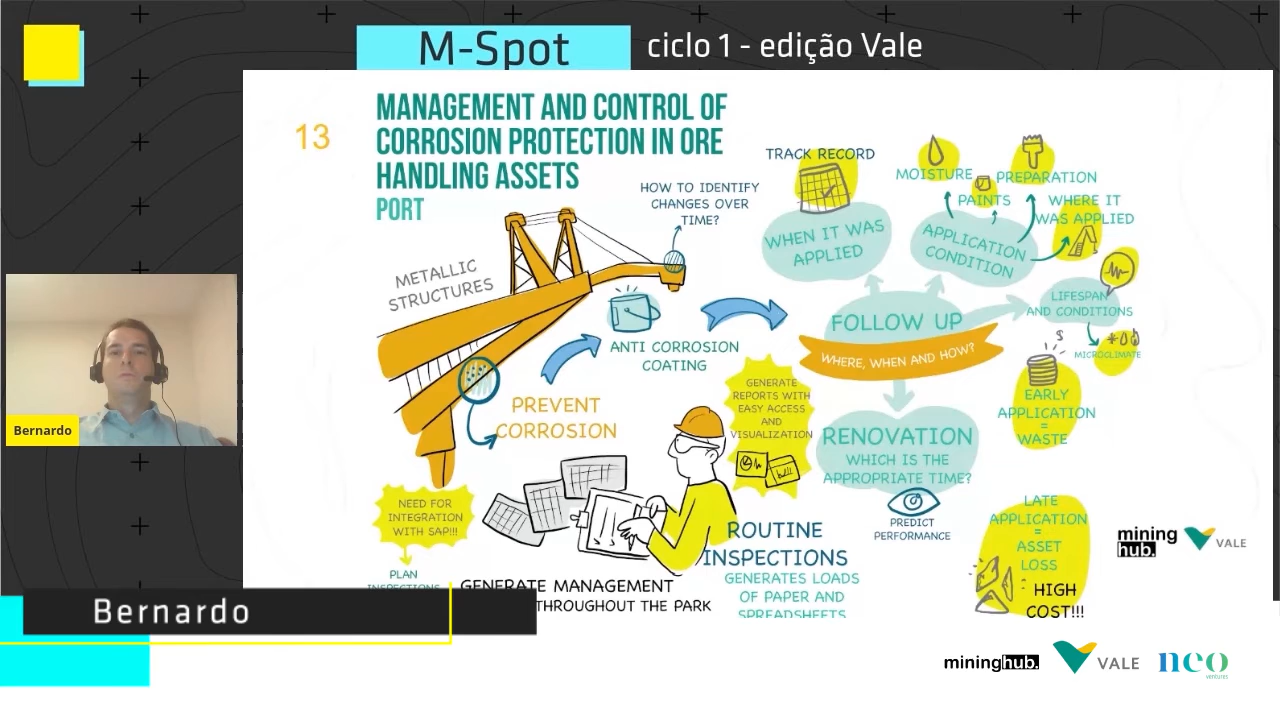 M-Spot
ciclo 1 - edição Vale
13
MANAGEMENT AND CONTROL OF
CORROSION PROTECTION IN ORE
HANDLING ASSETS
PORT
HOW TO IDENTIFY
CHANGES OVER
TIME?
METALLIC
STRUCTURES
ANTI CORROSION
COATING
PREVENT
CORROSION
TRACK RECORD
WHEN IT WAS
APPLIED
MOISTURE
PAINTS
PREPARATION
WHERE IT
WAS APPLIED
APPLICATION
CONDITION
LIFESPAN
AND CONDITIONS
MICROCLIMATE
FOLLOW UP
WHERE, WHEN AND HOW?
$
EARLY
APPLICATION
=
WASTE
GENERATE
REPORTS WITH
EASY ACCESS
AND
VISUALIZATION
RENOVATION
WHICH IS THE
APPROPRIATE TIME?
PREDICT
PERFORMANCE
LATE
APPLICATION
=
ASSET
LOSS
HIGH
COST!!!
NEED FOR
INTEGRATION
WITH SAP!!!
PLAN
INSPECTIONS
ROUTINE
INSPECTIONS
GENERATES LOADS
OF PAPER AND
SPREADSHEETS
GENERATE MANAGEMENT
THROUGHOUT THE PARK
mining
hub.
VALE
Bernardo
Bernardo
mininghub.
VALE
neo
ventures